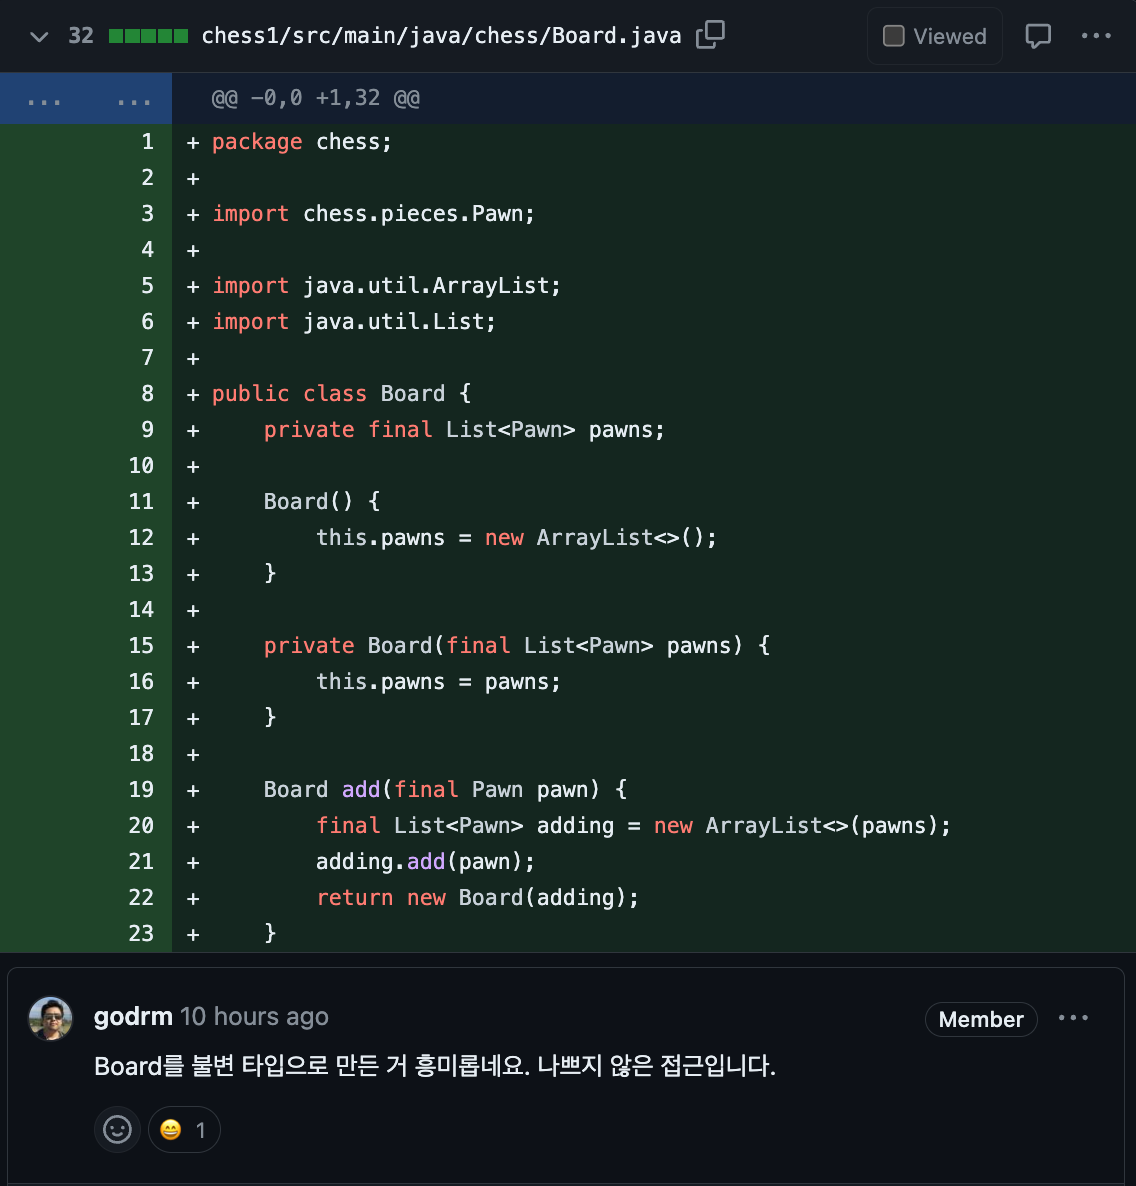 32 chess1/src/main/java/chess/Board.java Viewed
... ... @@ -0,0 +1,32 @@
1 + package chess;
2 +
3 + import chess.pieces.Pawn;
4 +
5 + import java.util.ArrayList;
6 + import java.util.List;
7 +
8 + public class Board {
9 +     private final List<Pawn> pawns;
10 +
11 +     Board() {
12 +         this.pawns = new ArrayList<>();
13 +     }
14 +
15 +     private Board(final List<Pawn> pawns) {
16 +         this.pawns = pawns;
17 +     }
18 +
19 +     Board add(final Pawn pawn) {
20 +         final List<Pawn> adding = new ArrayList<>(pawns);
21 +         adding.add(pawn);
22 +         return new Board(adding);
23 +     }
godrm 10 hours ago Member
Board를 불변 타입으로 만든 거 흥미롭네요. 나쁘지 않은 접근입니다.
😄 1